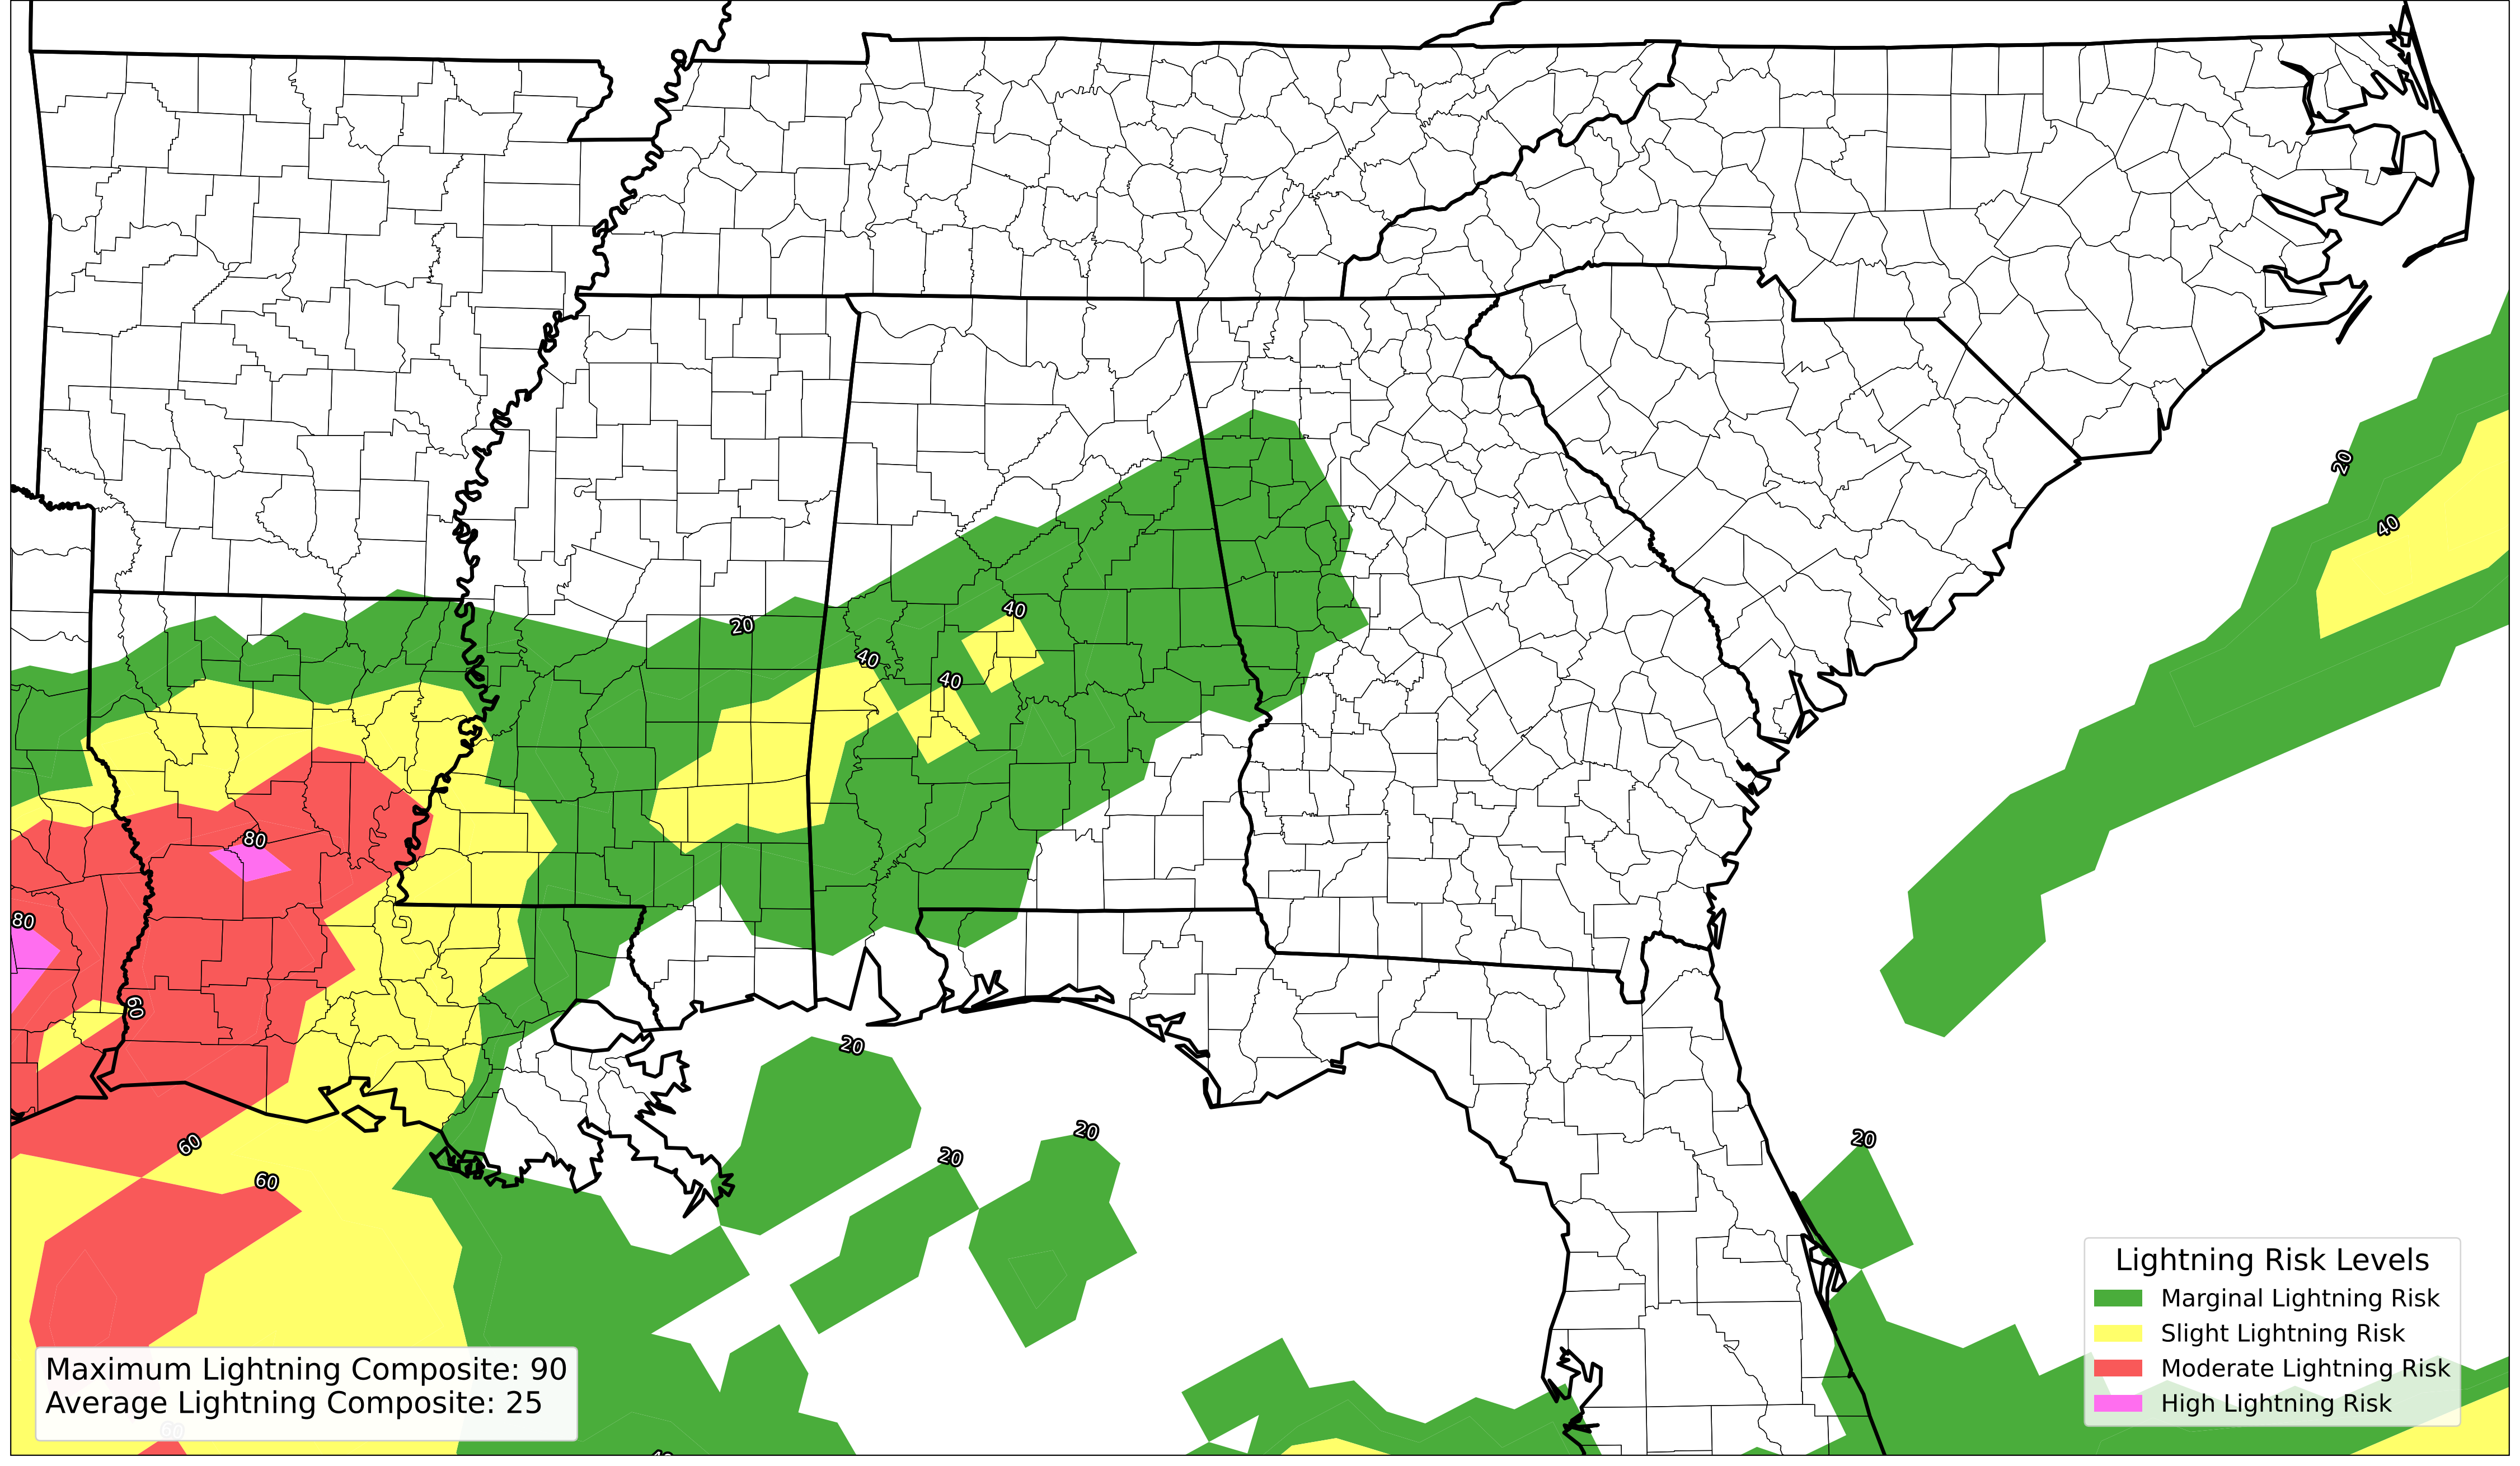 20
40
20
40
40
40
80
80
60
20
60
60
20
20
20
Lightning Risk Levels
Marginal Lightning Risk
Slight Lightning Risk
Moderate Lightning Risk
High Lightning Risk
Maximum Lightning Composite: 90
Average Lightning Composite: 25
60